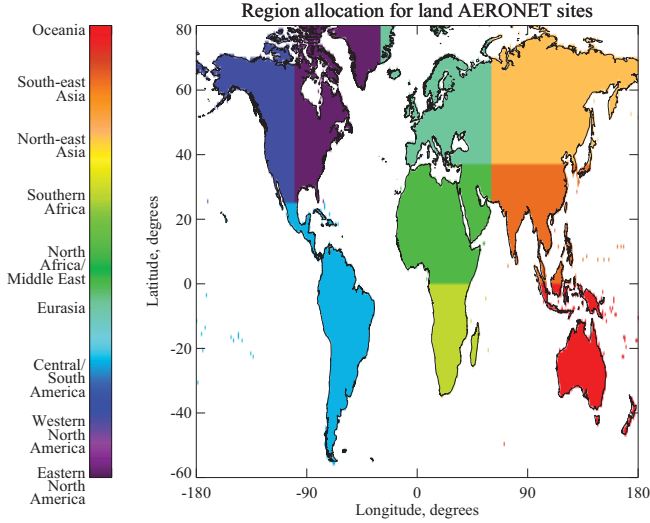 Region allocation for land AERONET sites
Oceania
South-east
Asia
North-east
Asia
Southern
Africa
North
Africa/
Middle East
Eurasia
Central/
South
America
Western
North
America
Eastern
North
America
Latitude, degrees
80
60
40
20
0
-20
-40
-60
-180
-90
0
90
180
Longitude, degrees